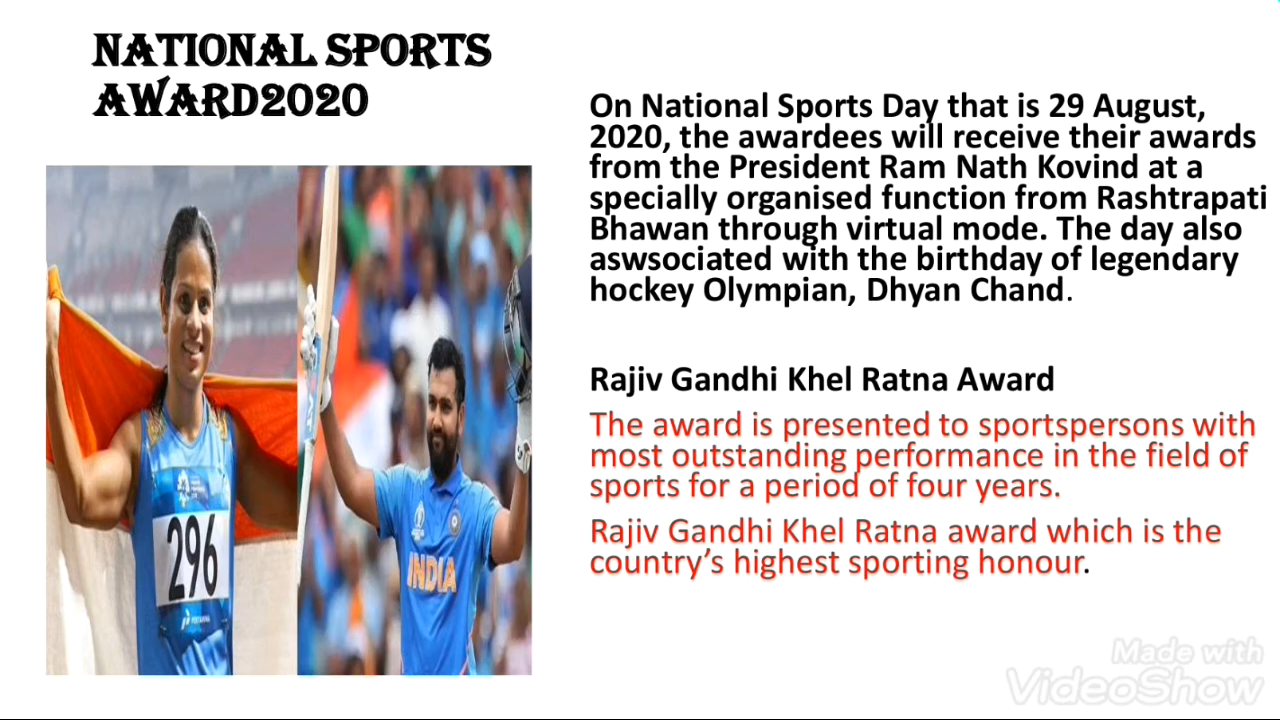 NATIONAL SPORTS
AWARD2020
On National Sports Day that is 29 August,
2020, the awardees will receive their awards
from the President Ram Nath Kovind at a
specially organised function from Rashtrapati
Bhawan through virtual mode. The day also
aswsociated with the birthday of legendary
hockey Olympian, Dhyan Chand.
Rajiv Gandhi Khel Ratna Award
The award is presented to sportspersons with
most outstanding performance in the field of
sports for a period of four years.
Rajiv Gandhi Khel Ratna award which is the
country’s highest sporting honour.
296
INDIA
Made with
VideoShow